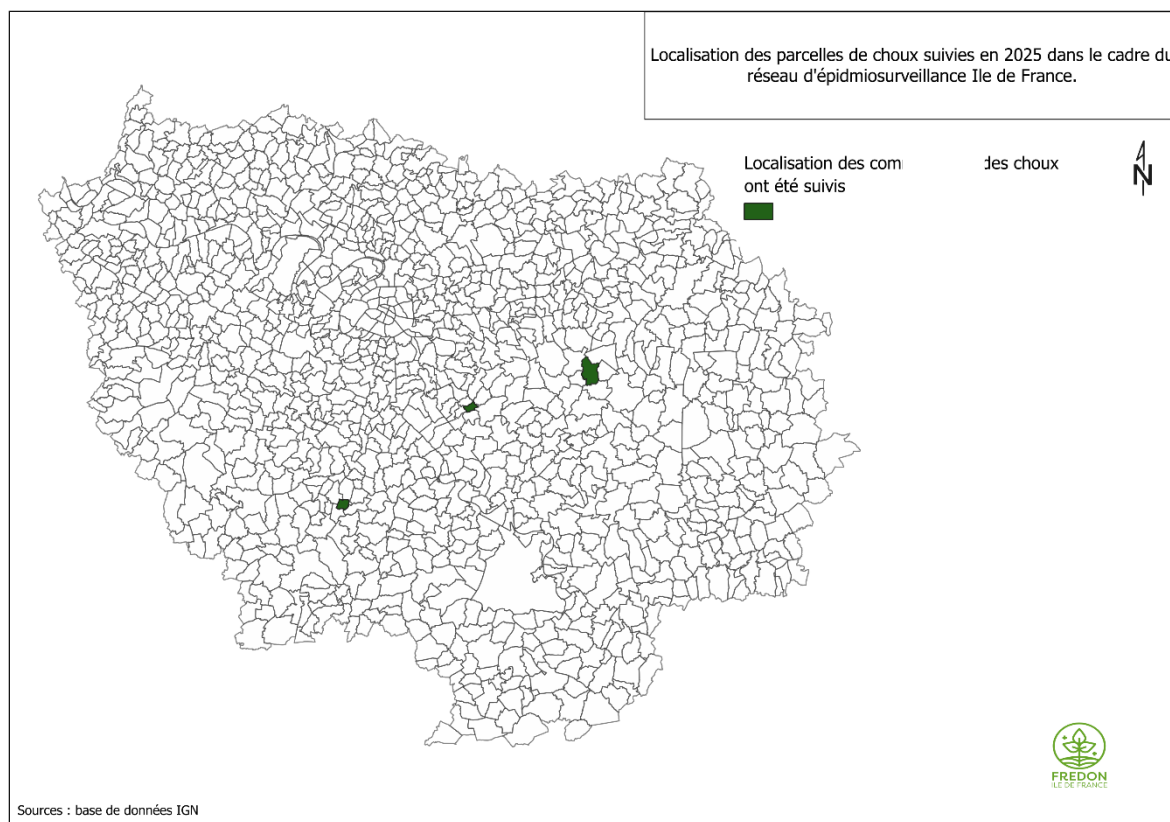 Localisation des parcelles de choux suivies en 2025 dans le cadre du
réseau d'épidmiosurveillance Ile de France.
Localisation des com des choux
ont été suivis
N
FREDON
ILE DE FRANCE
Sources : base de données IGN